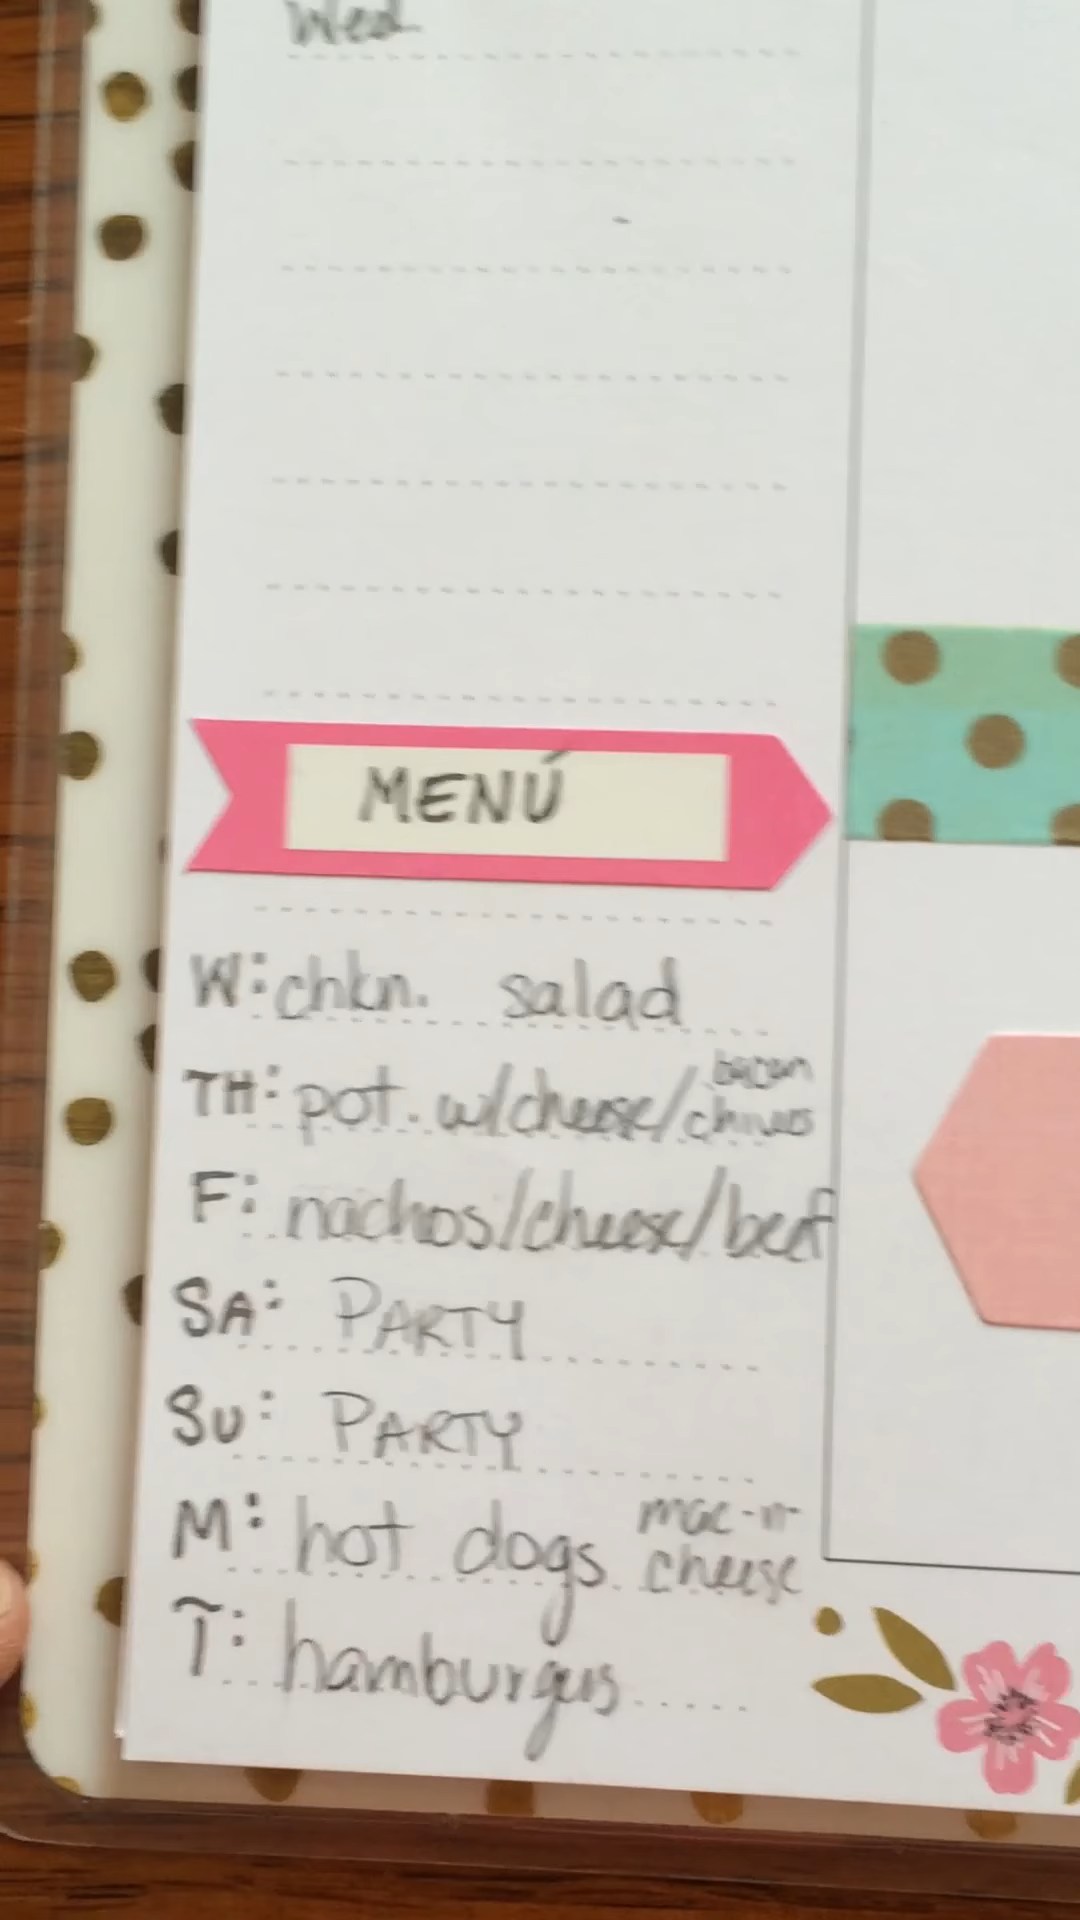 Wed
MENÚ
W: chkn. salad
TH: pot. w/cheese/bacon chives
F: nachos/cheese/beef
SA: PARTY
SU: PARTY
M: hot dogs mac-n-cheese
T: hamburgers